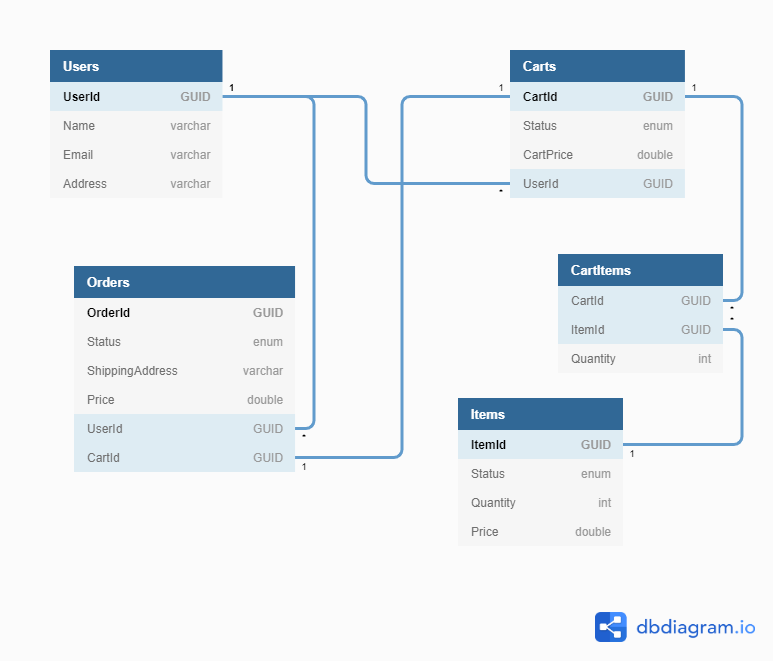 Users
1
UserId GUID
Name varchar
Email varchar
Address varchar
Carts
1
1
CartId GUID
Status enum
CartPrice double
UserId GUID
*
Orders
OrderId GUID
Status enum
ShippingAddress varchar
Price double
UserId GUID
*
CartId GUID
1
CartItems
CartId GUID
*
*
ItemId GUID
Quantity int
Items
ItemId GUID
1
Status enum
Quantity int
Price double
dbdiagram.io